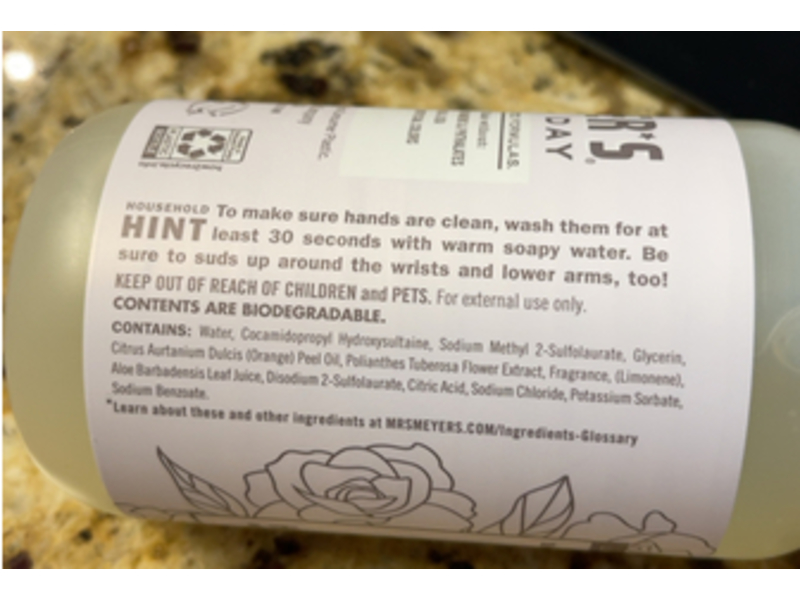 ER*S
DAY
HOUSEHOLD To make sure hands are clean, wash them for at
HINT least 30 seconds with warm soapy water. Be
sure to suds up around the wrists and lower arms, too!
KEEP OUT OF REACH OF CHILDREN and PETS. For external use only.
CONTENTS ARE BIODEGRADABLE.
CONTAINS: Water, Cocamidopropyl Hydroxysultaine, Sodium Methyl 2-Sulfolaurate, Glycerin,
Citrus Aurantium Dulcis (Orange) Peel Oil, Polianthes Tuberosa Flower Extract, Fragrance, (Limonene),
Aloe Barbadensis Leaf Juice, Disodium 2-Sulfolaurate, Citric Acid, Sodium Chloride, Potassium Sorbate,
Sodium Benzoate.
*Learn about these and other ingredients at MRSMEYERS.COM/Ingredients-Glossary